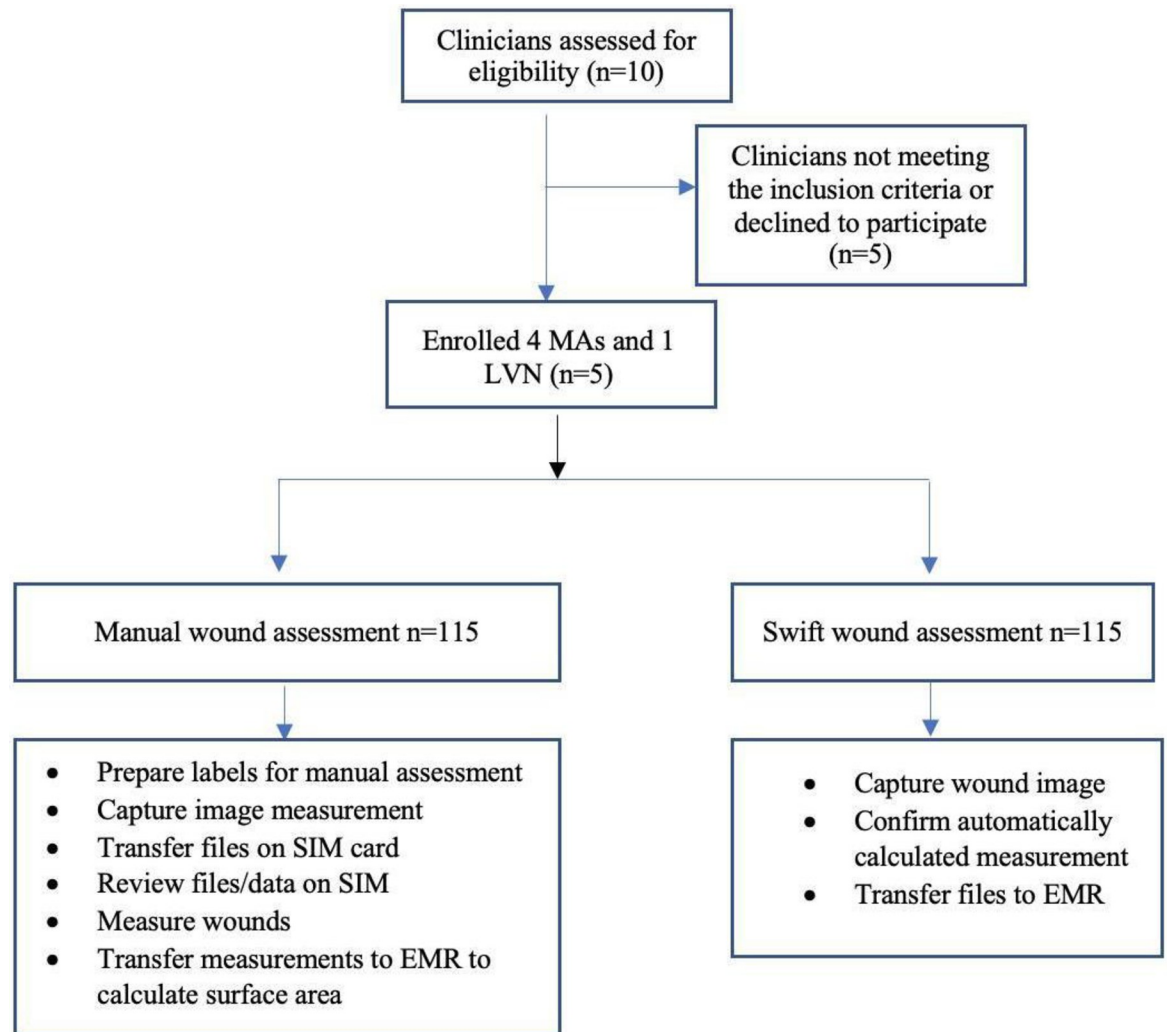 Clinicians assessed for
eligibility (n=10)
Clinicians not meeting
the inclusion criteria or
declined to participate
(n=5)
Enrolled 4 MAs and 1
LVN (n=5)
Manual wound assessment n=115
Swift wound assessment n=115
• Prepare labels for manual assessment
• Capture image measurement
• Transfer files on SIM card
• Review files/data on SIM
• Measure wounds
• Transfer measurements to EMR to
calculate surface area
• Capture wound image
• Confirm automatically
calculated measurement
• Transfer files to EMR